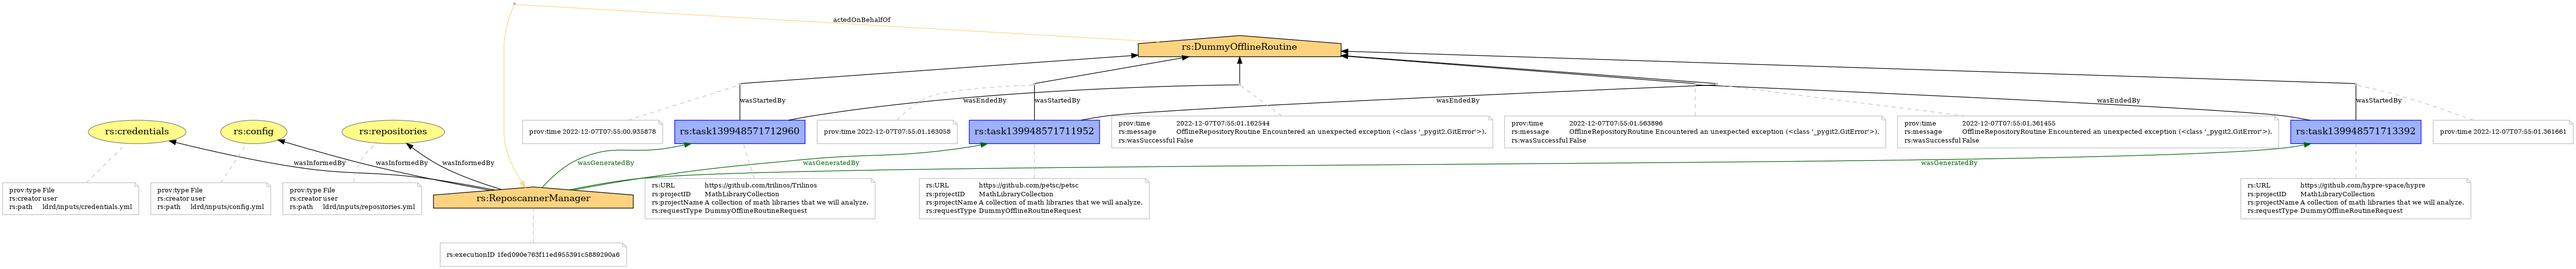 actedOnBehalfOf
rs:DummyOfflineRoutine
wasStartedBy
wasEndedBy
wasStartedBy
wasEndedBy
wasEndedBy
wasStartedBy
rs:credentials
rs:config
rs:repositories
prov:time 2022-12-07T07:55:00.935878
rs:task139948571712960
prov:time 2022-12-07T07:55:01.163058
rs:task139948571711952
prov:time 2022-12-07T07:55:01.162544
rs:message OfflineRepositoryRoutine Encountered an unexpected exception (<class '_pygit2.GitError'>).
rs:wasSuccessful False
prov:time 2022-12-07T07:55:01.563896
rs:message OfflineRepositoryRoutine Encountered an unexpected exception (<class '_pygit2.GitError'>).
rs:wasSuccessful False
prov:time 2022-12-07T07:55:01.361455
rs:message OfflineRepositoryRoutine Encountered an unexpected exception (<class '_pygit2.GitError'>).
rs:wasSuccessful False
rs:task139948571713392
prov:time 2022-12-07T07:55:01.361661
wasInformedBy
wasInformedBy
wasInformedBy
wasGeneratedBy
wasGeneratedBy
wasGeneratedBy
prov:type File
rs:creator user
rs:path ldrd/inputs/credentials.yml
prov:type File
rs:creator user
rs:path ldrd/inputs/config.yml
prov:type File
rs:creator user
rs:path ldrd/inputs/repositories.yml
rs:ReposcannerManager
rs:URL https://github.com/trilinos/Trilinos
rs:projectID MathLibraryCollection
rs:projectName A collection of math libraries that we will analyze.
rs:requestType DummyOfflineRoutineRequest
rs:URL https://github.com/petsc/petsc
rs:projectID MathLibraryCollection
rs:projectName A collection of math libraries that we will analyze.
rs:requestType DummyOfflineRoutineRequest
rs:URL https://github.com/hypre-space/hypre
rs:projectID MathLibraryCollection
rs:projectName A collection of math libraries that we will analyze.
rs:requestType DummyOfflineRoutineRequest
rs:executionID 1fed090e763f11ed955391c5889290a6